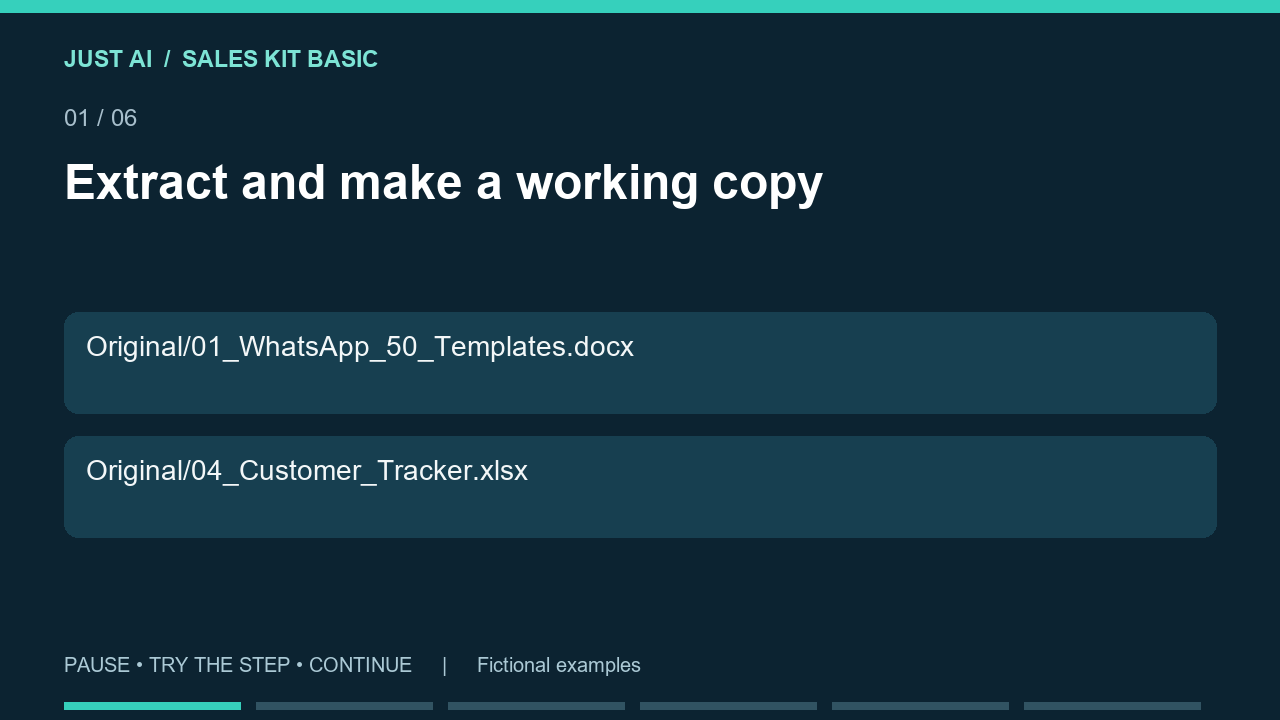 JUST AI / SALES KIT BASIC
01 / 06
Extract and make a working copy
Original/01_WhatsApp_50_Templates.docx
Original/04_Customer_Tracker.xlsx
PAUSE • TRY THE STEP • CONTINUE | Fictional examples